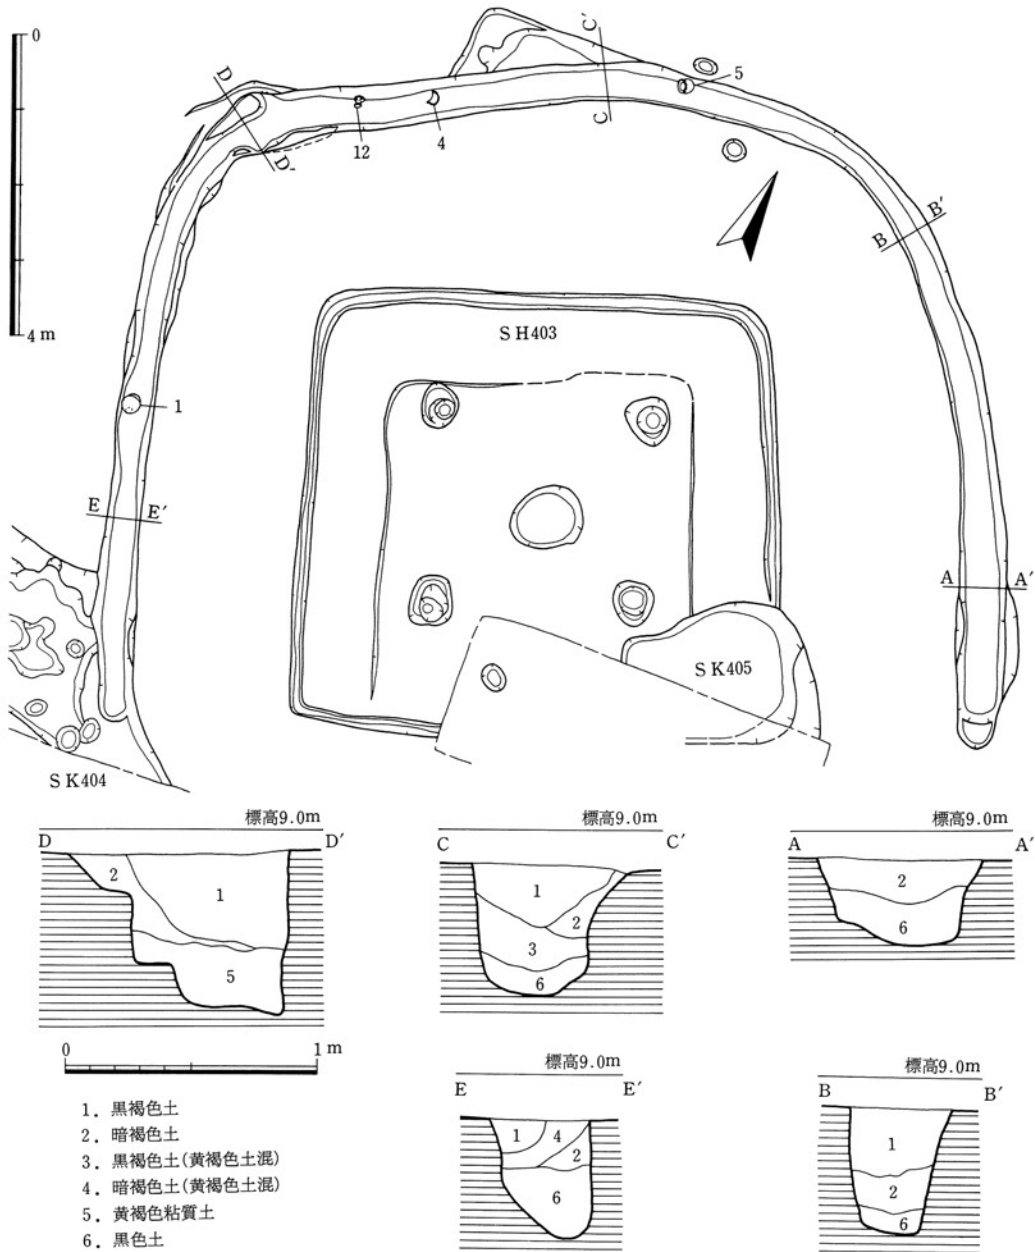 0
4 m
D
D'
12
4
C'
C
5
B'
B
S H403
1
E
E'
A
A'
S K405
S K404
標高9.0m
D
D'
2
1
5
標高9.0m
C
C'
1
2
3
6
標高9.0m
A
A'
2
6
0
1 m
標高9.0m
E
E'
1
4
2
6
標高9.0m
B
B'
1
2
6
1. 黒褐色土
2. 暗褐色土
3. 黒褐色土(黄褐色土混)
4. 暗褐色土(黄褐色土混)
5. 黄褐色粘質土
6. 黒色土